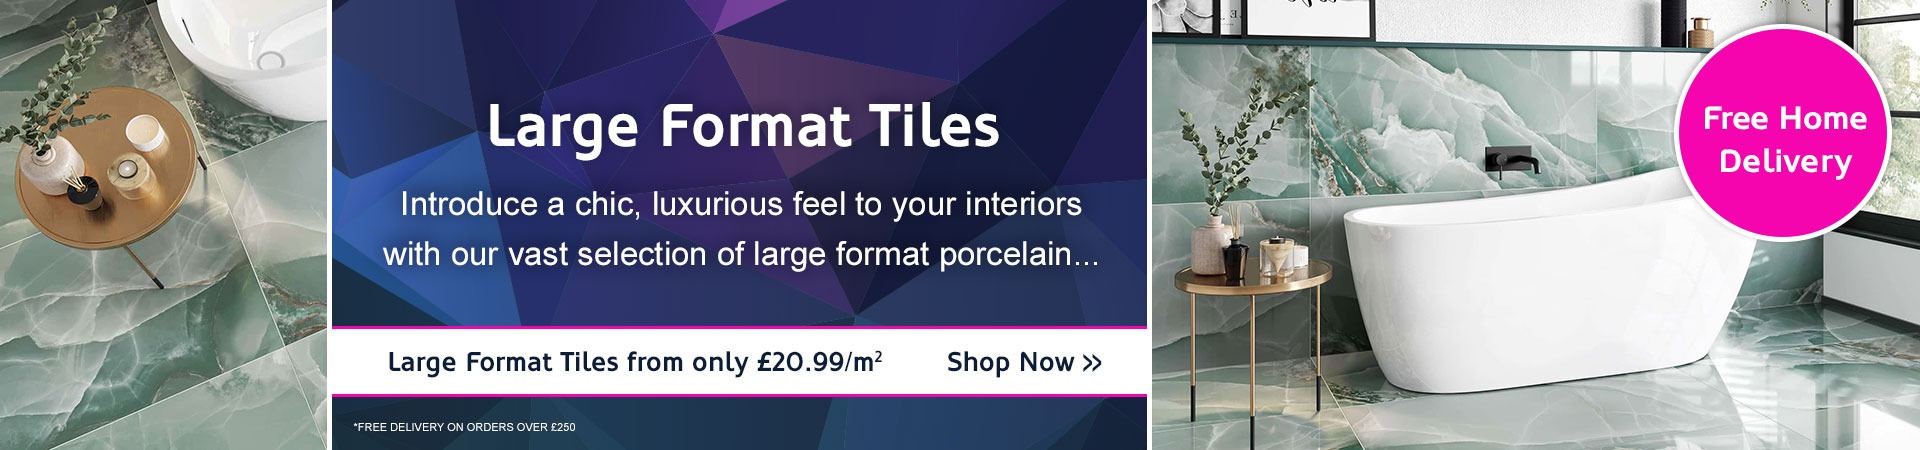 Large Format Tiles
Introduce a chic, luxurious feel to your interiors
with our vast selection of large format porcelain...
Large Format Tiles from only £20.99/m²
Shop Now >>
*FREE DELIVERY ON ORDERS OVER £250
Free Home
Delivery